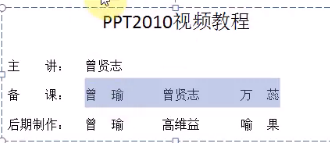 PPT2010视频教程
主　　讲：　曾贤志
备　　课：　曾　瑜　　曾贤志　　万　蕊
后期制作：　曾　瑜　　高维益　　喻　果